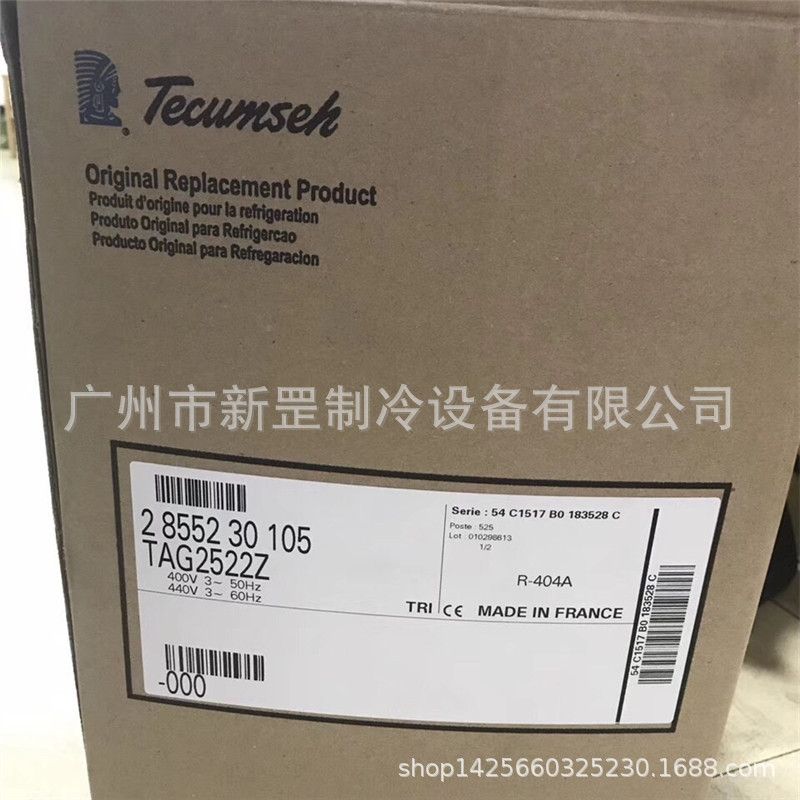 Tecumseh
Original Replacement Product
Produit d'origine pour la refrigeration
Produto Original para Refrigercao
Producto Original para Refregaracion
广州市新罡制冷设备有限公司
2 8552 30 105
TAG2522Z
400V 3~ 50Hz
440V 3~ 60Hz
Serie : 54 C1517 B0 183528 C
Poste : 525
Lot : 010298613
1/2
R-404A
TRI CE MADE IN FRANCE
-000
54 C1517 B0 183528 C
shop1425660325230.1688.com